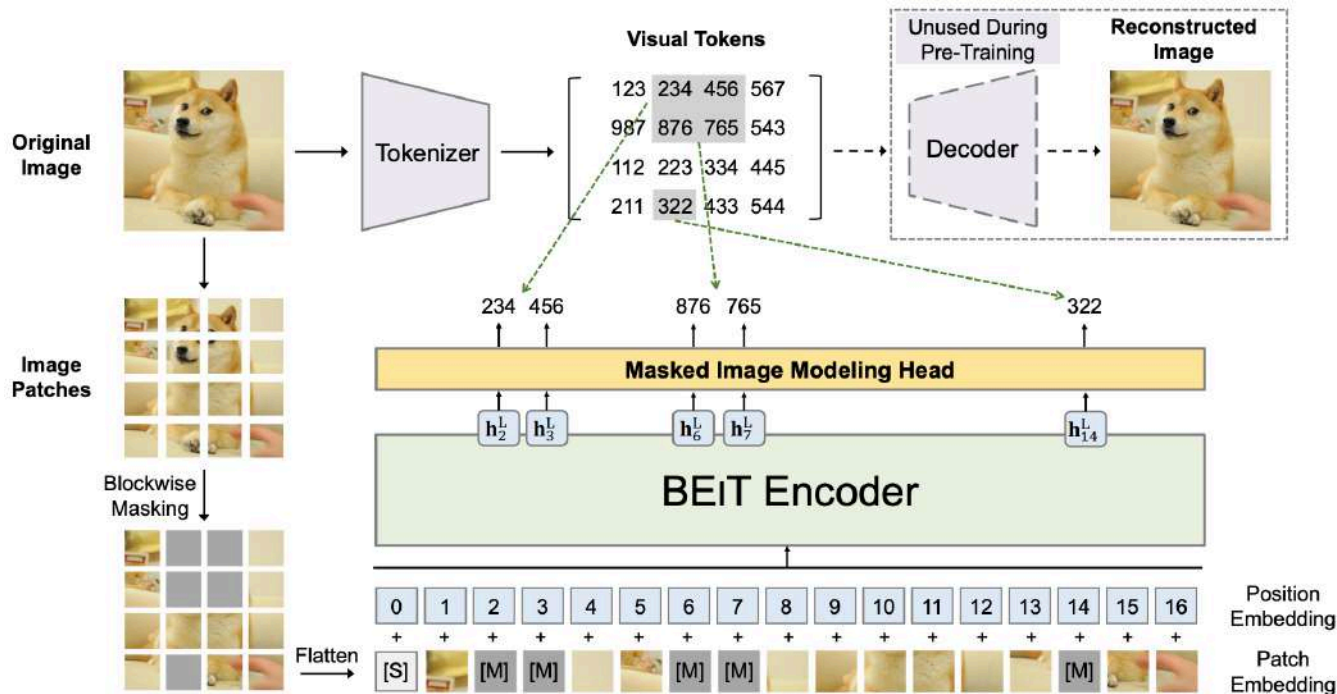 Original
Image
Tokenizer
Visual Tokens
123 234 456 567
987 876 765 543
112 223 334 445
211 322 433 544
Unused During
Pre-Training
Decoder
Reconstructed
Image
Image
Patches
234 456 876 765 322
Masked Image Modeling Head
h₂ᴸ h₃ᴸ h₆ᴸ h₇ᴸ h₁₄ᴸ
BEIT Encoder
Blockwise
Masking
0 1 2 3 4 5 6 7 8 9 10 11 12 13 14 15 16
Position
Embedding
+ + + + + + + + + + + + + + + + +
Flatten
[S] [M] [M] [M] [M] [M]
Patch
Embedding